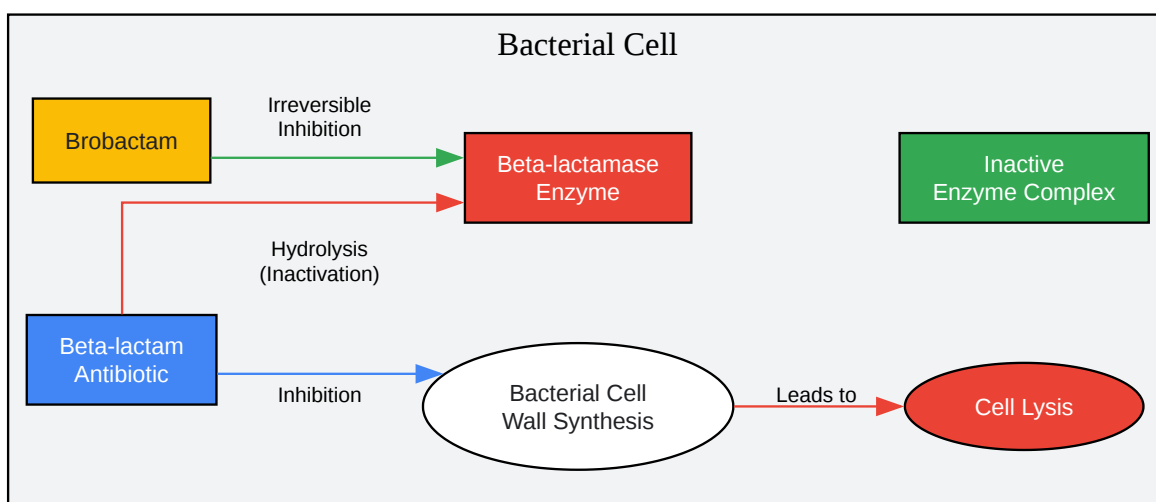 Bacterial Cell
Brobactam
Irreversible
Inhibition
Beta-lactamase
Enzyme
Inactive
Enzyme Complex
Hydrolysis
(Inactivation)
Beta-lactam
Antibiotic
Inhibition
Bacterial Cell
Wall Synthesis
Leads to
Cell Lysis